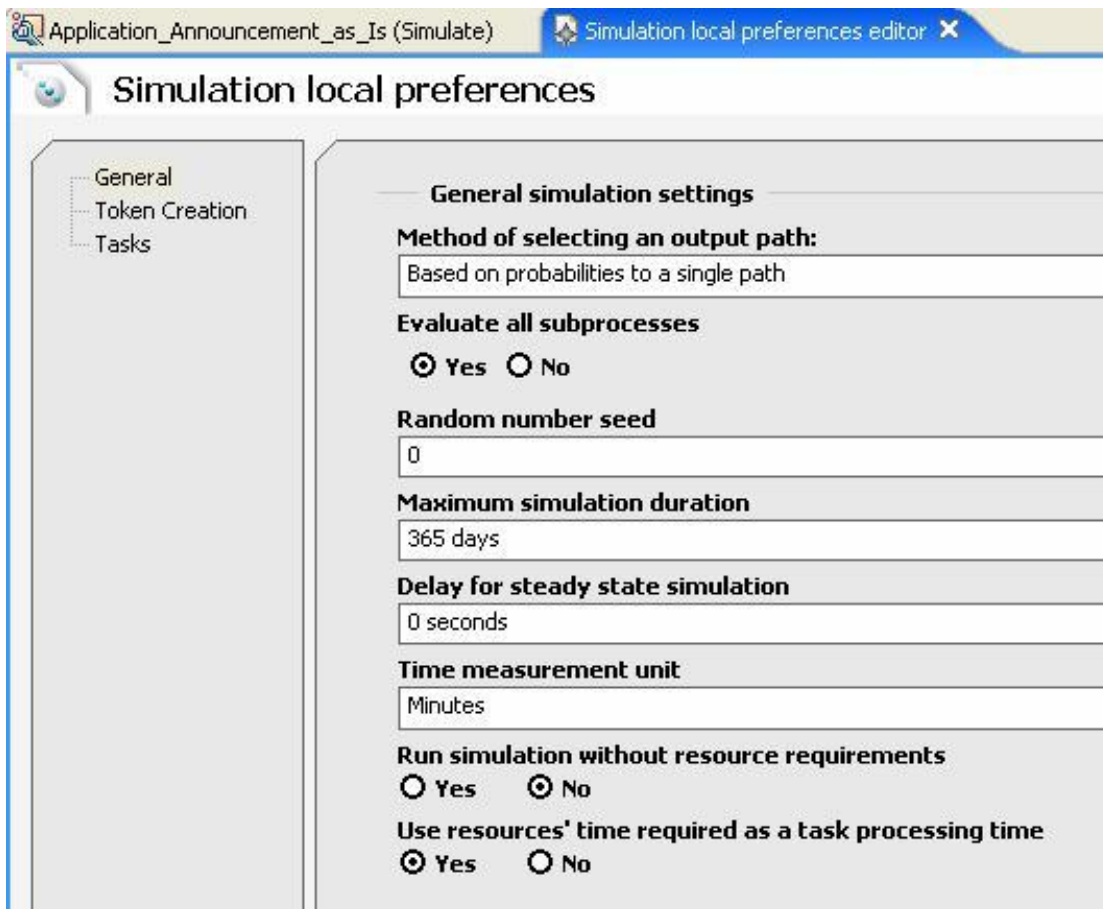 Application_Announcement_as_Is (Simulate) Simulation local preferences editor
Simulation local preferences
General
Token Creation
Tasks
General simulation settings
Method of selecting an output path:
Based on probabilities to a single path
Evaluate all subprocesses
Yes No
Random number seed
0
Maximum simulation duration
365 days
Delay for steady state simulation
0 seconds
Time measurement unit
Minutes
Run simulation without resource requirements
Yes No
Use resources' time required as a task processing time
Yes No